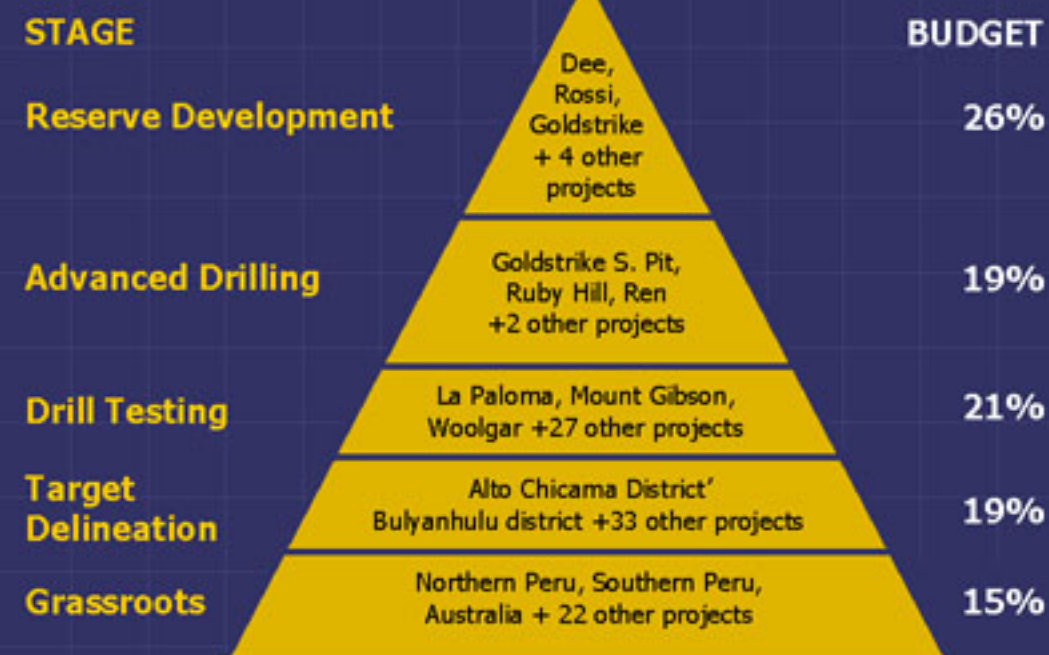 STAGE
BUDGET
Reserve Development
Dee,
Rossi,
Goldstrike
+ 4 other
projects
26%
Advanced Drilling
Goldstrike S. Pit,
Ruby Hill, Ren
+2 other projects
19%
Drill Testing
La Paloma, Mount Gibson,
Woolgar +27 other projects
21%
Target
Delineation
Alto Chicama District′
Bulyanhulu district +33 other projects
19%
Grassroots
Northern Peru, Southern Peru,
Australia + 22 other projects
15%